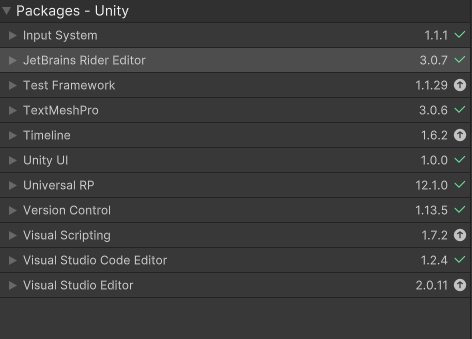 Packages - Unity
Input System 1.1.1
JetBrains Rider Editor 3.0.7
Test Framework 1.1.29
TextMeshPro 3.0.6
Timeline 1.6.2
Unity UI 1.0.0
Universal RP 12.1.0
Version Control 1.13.5
Visual Scripting 1.7.2
Visual Studio Code Editor 1.2.4
Visual Studio Editor 2.0.11